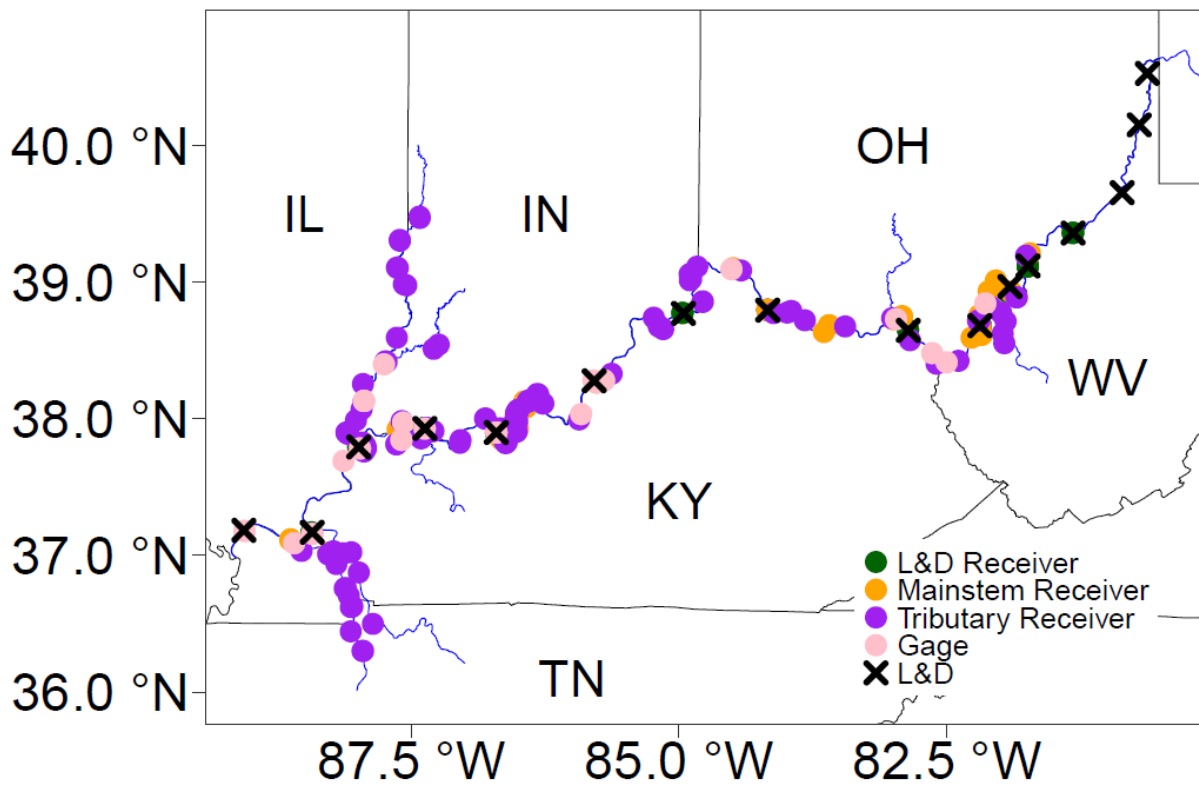 40.0 °N
OH
IL
IN
39.0 °N
WV
38.0 °N
KY
37.0 °N
L&D Receiver
Mainstem Receiver
Tributary Receiver
Gage
L&D
TN
36.0 °N
87.5 °W 85.0 °W 82.5 °W